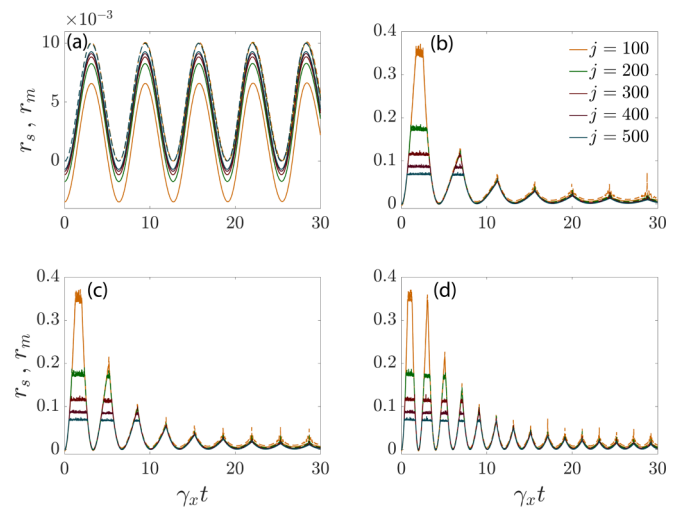 ×10⁻³
(a)
10
5
0
r_s , r_m
0 10 20 30
(b)
0.4
0.3
0.2
0.1
0
0 10 20 30
j = 100
j = 200
j = 300
j = 400
j = 500
(c)
0.4
0.3
0.2
0.1
0
r_s , r_m
0 10 20 30
γ_x t
(d)
0.4
0.3
0.2
0.1
0
0 10 20 30
γ_x t